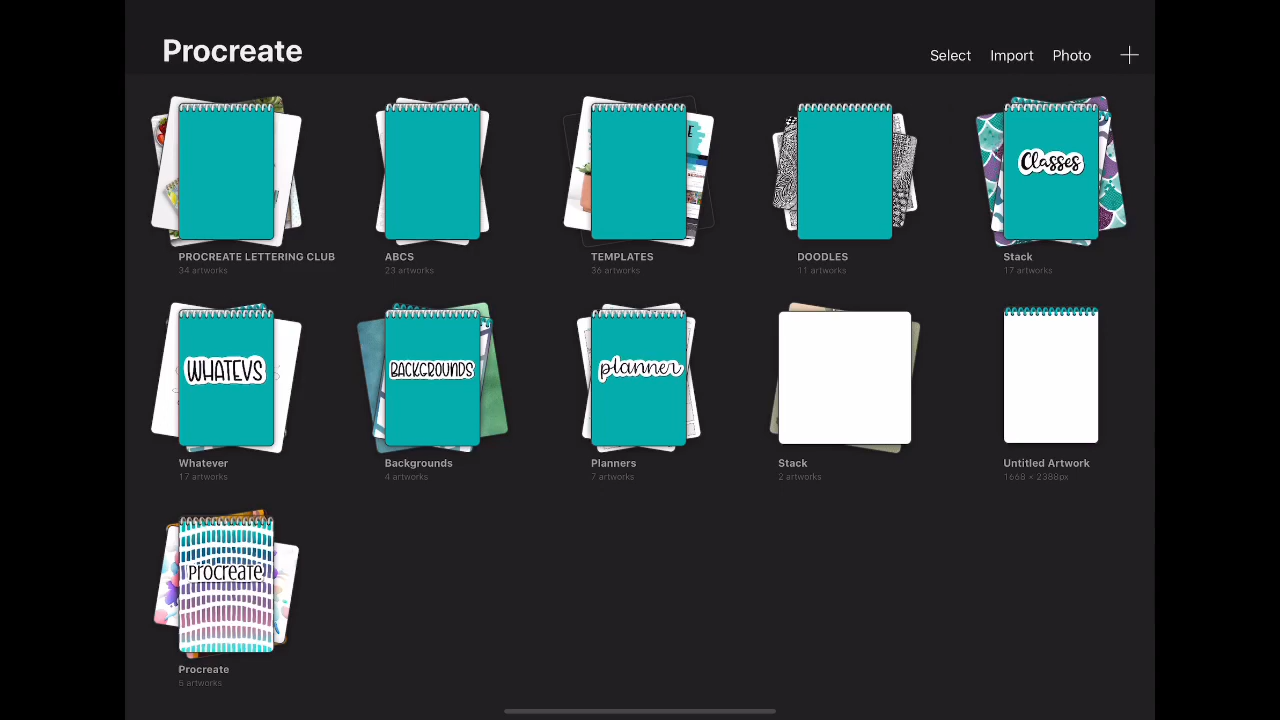 Procreate
Select Import Photo
Classes
PROCREATE LETTERING CLUB
34 artworks
ABCS
23 artworks
TEMPLATES
36 artworks
DOODLES
11 artworks
Stack
17 artworks
WHATEVS
BACKGROUNDS
planner
Whatever
17 artworks
Backgrounds
4 artworks
Planners
7 artworks
Stack
2 artworks
Untitled Artwork
1668 × 2388px
Procreate
Procreate
5 artworks